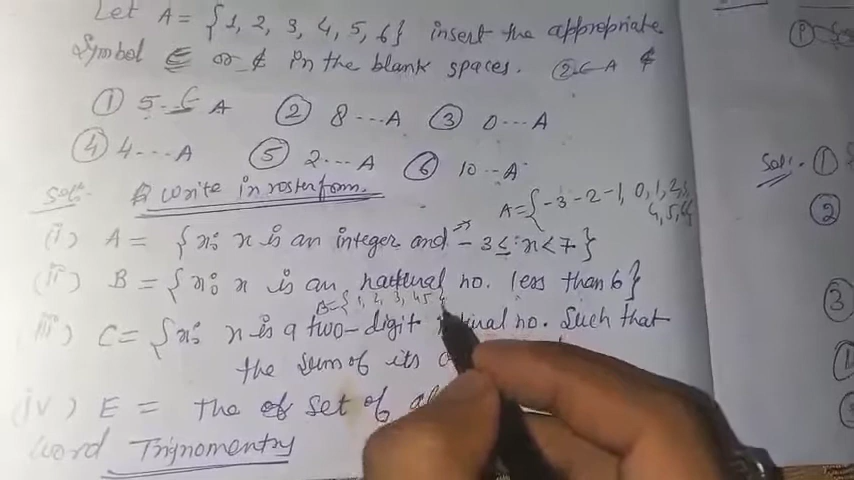 Let A = {1, 2, 3, 4, 5, 6} insert the appropriate
Symbol ∈ or ∉ in the blank spaces. ② ∈ A ∉
① 5..∈ A ② 8 ... A ③ 0 ... A
④ 4 ... A ⑤ 2 ... A ⑥ 10 ... A
Sol:- write in roster form.
A = {-3 -2 -1, 0, 1, 2, 3,
4, 5, 6}
(i) A = {x: x is an integer and -3 ≤ x < 7}
(ii) B = {x: x is an natural no. less than 6}
B = {1, 2, 3, 4 5
(iii) C = {x: x is a two-digit no. Such that
the sum of its
(iv) E = the of set of
word Trignomentry
Sol: ①
②
③